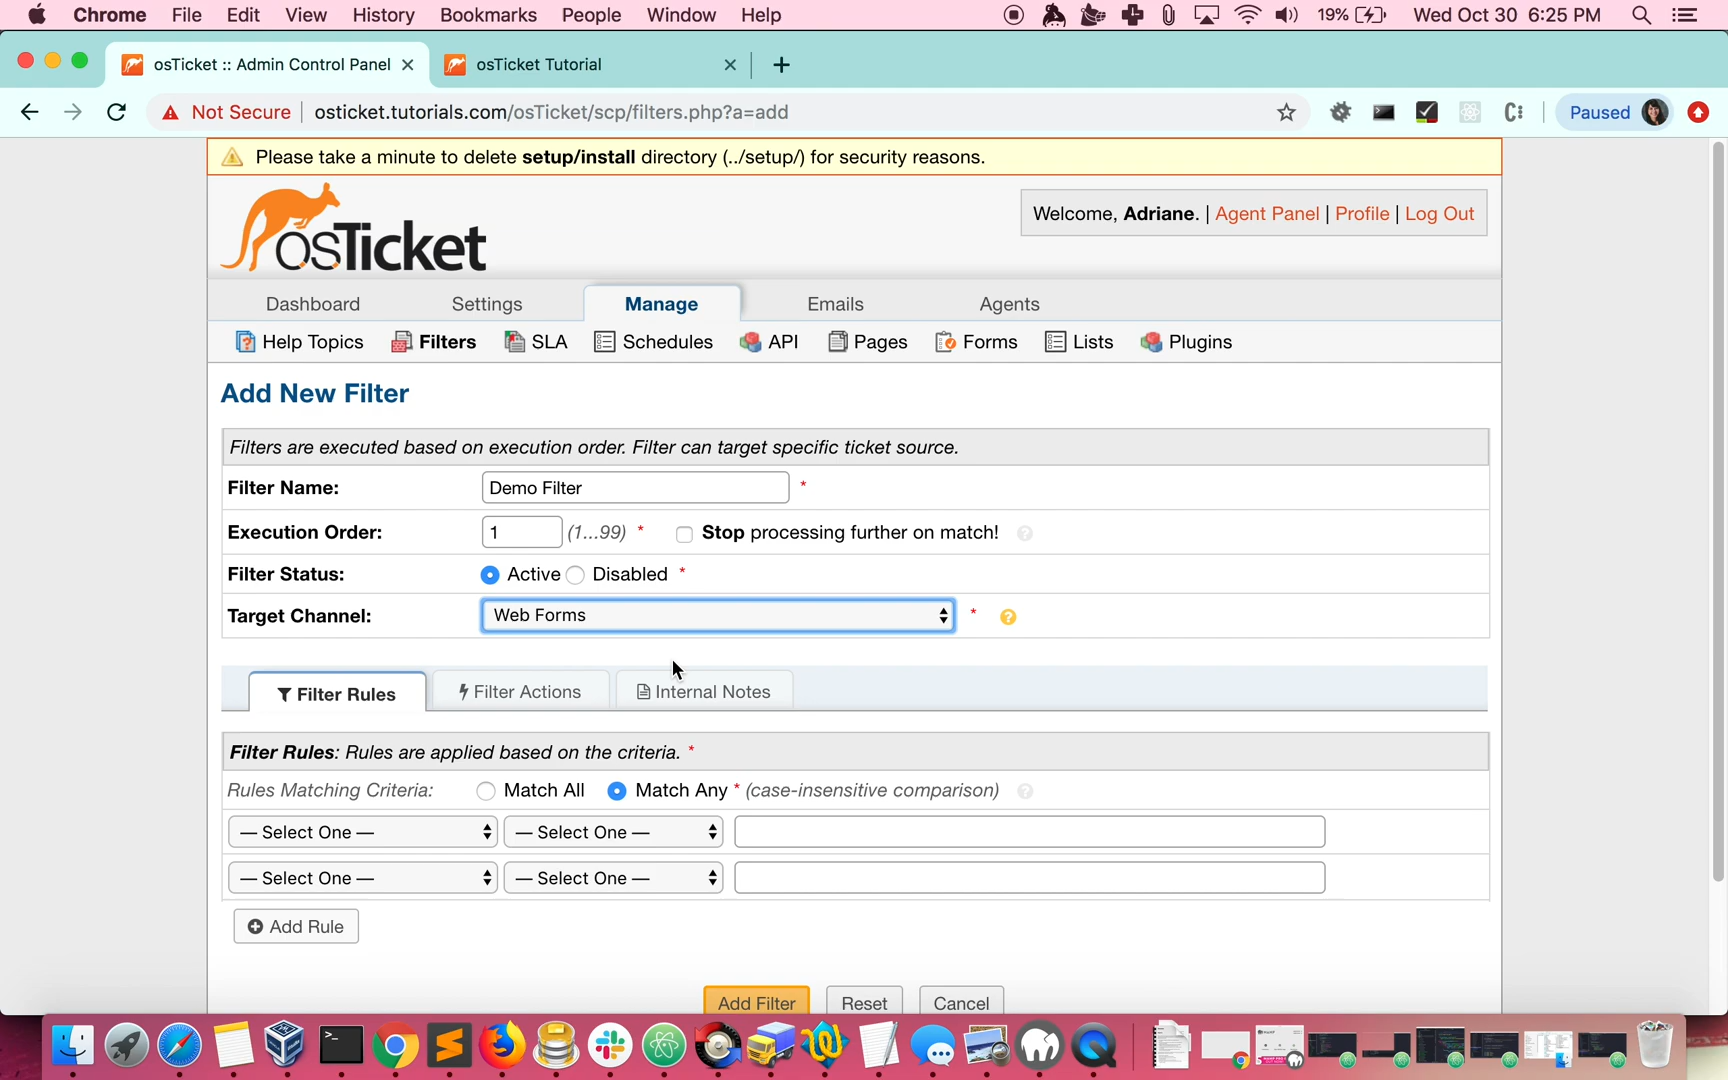 Chrome File Edit View History Bookmarks People Window Help 19% Wed Oct 30 6:25 PM
osTicket :: Admin Control Panel osTicket Tutorial
Not Secure osticket.tutorials.com/osTicket/scp/filters.php?a=add Paused
Please take a minute to delete setup/install directory (../setup/) for security reasons.
osTicket
Welcome, Adriane. | Agent Panel | Profile | Log Out
Dashboard Settings Manage Emails Agents
Help Topics Filters SLA Schedules API Pages Forms Lists Plugins
Add New Filter
Filters are executed based on execution order. Filter can target specific ticket source.
Filter Name: Demo Filter *
Execution Order: 1 (1...99) * Stop processing further on match!
Filter Status: Active Disabled *
Target Channel: Web Forms *
Filter Rules Filter Actions Internal Notes
Filter Rules: Rules are applied based on the criteria. *
Rules Matching Criteria: Match All Match Any * (case-insensitive comparison)
— Select One — — Select One —
— Select One — — Select One —
Add Rule
Add Filter Reset Cancel